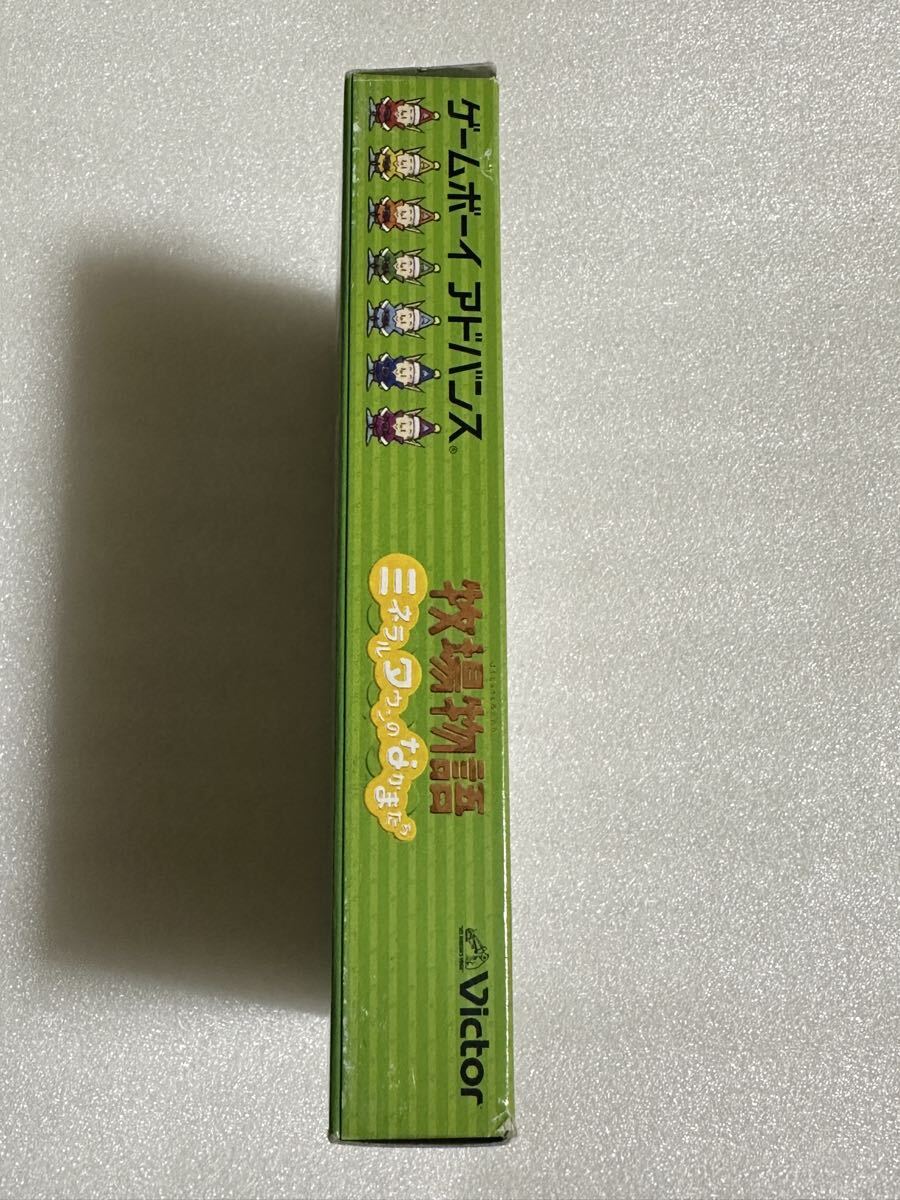 ゲームボーイ アドバンス®
牧場物語
ミネラルタウンのなかまたち
Victor